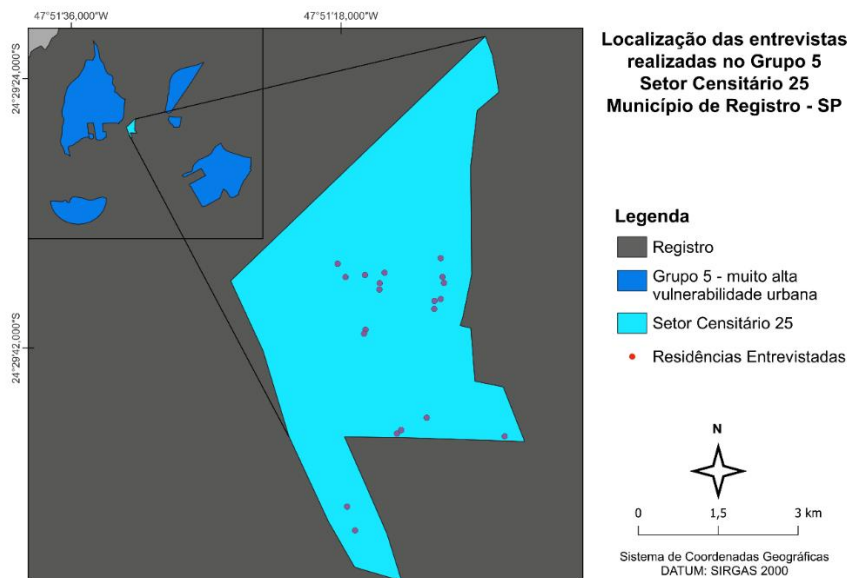 47°51'36,000"W
47°51'18,000"W
24°29'24,000"S
24°29'42,000"S
Localização das entrevistas
realizadas no Grupo 5
Setor Censitário 25
Município de Registro - SP
Legenda
Registro
Grupo 5 - muito alta
vulnerabilidade urbana
Setor Censitário 25
Residências Entrevistadas
N
0 1,5 3 km
Sistema de Coordenadas Geográficas
DATUM: SIRGAS 2000